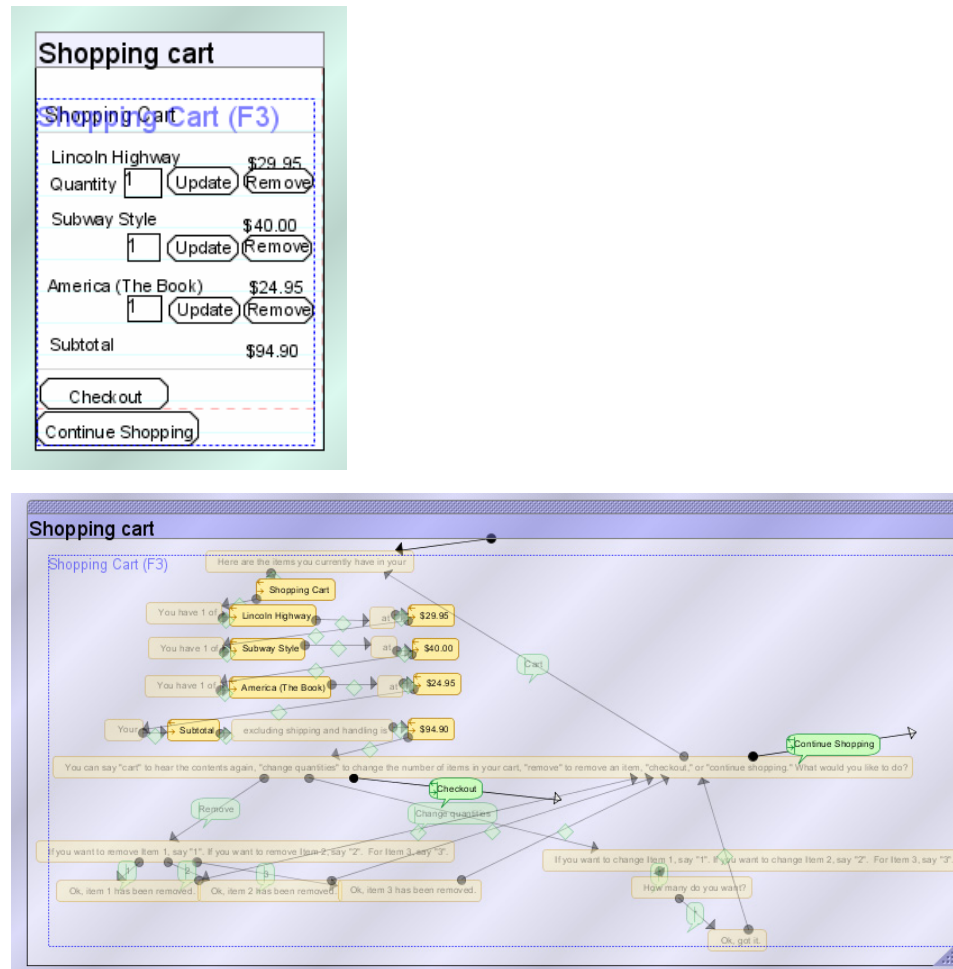 Shopping cart
Shopping Cart
Shopping Cart (F3)
Lincoln Highway $29.95
Quantity 1 Update Remove
Subway Style $40.00
1 Update Remove
America (The Book) $24.95
1 Update Remove
Subtotal $94.90
Checkout
Continue Shopping
Shopping cart
Shopping Cart (F3)
Here are the items you currently have in your
Shopping Cart
You have 1 of Lincoln Highway at $29.95
You have 1 of Subway Style at $40.00
Cart
You have 1 of America (The Book) at $24.95
Your Subtotal excluding shipping and handling is $94.90
Continue Shopping
You can say "cart" to hear the contents again, "change quantities" to change the number of items in your cart, "remove" to remove an item, "checkout," or "continue shopping." What would you like to do?
Checkout
Remove
Change quantities
If you want to remove Item 1, say "1". If you want to remove Item 2, say "2". For Item 3, say "3".
If you want to change Item 1, say "1". If you want to change Item 2, say "2". For Item 3, say "3"
1 2 3
Ok, item 1 has been removed. Ok, item 2 has been removed. Ok, item 3 has been removed.
How many do you want?
Ok, got it.